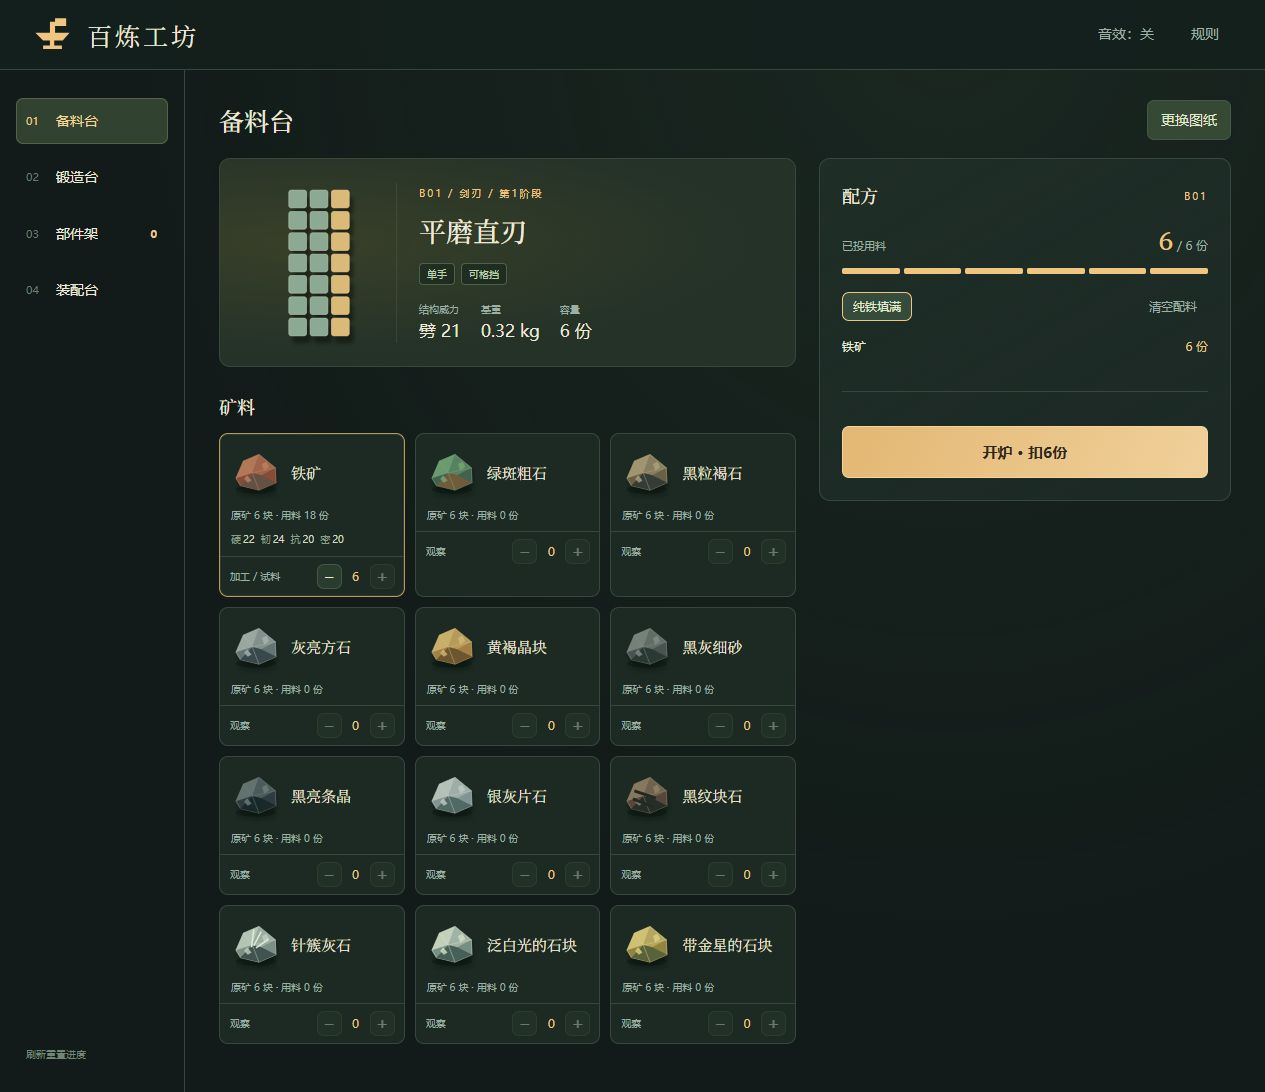 百炼工坊
音效：关
规则
01 备料台
02 锻造台
03 部件架 0
04 装配台
刷新重置进度
备料台
更换图纸
B01 / 剑刃 / 第1阶段
平磨直刃
单手 可格挡
结构威力 基重 容量
劈 21 0.32 kg 6 份
矿料
铁矿
原矿 6 块 · 用料 18 份
硬22 韧24 抗20 密20
加工 / 试料 − 6 +
绿斑粗石
原矿 6 块 · 用料 0 份
观察 − 0 +
黑粒褐石
原矿 6 块 · 用料 0 份
观察 − 0 +
灰亮方石
原矿 6 块 · 用料 0 份
观察 − 0 +
黄褐晶块
原矿 6 块 · 用料 0 份
观察 − 0 +
黑灰细砂
原矿 6 块 · 用料 0 份
观察 − 0 +
黑亮条晶
原矿 6 块 · 用料 0 份
观察 − 0 +
银灰片石
原矿 6 块 · 用料 0 份
观察 − 0 +
黑纹块石
原矿 6 块 · 用料 0 份
观察 − 0 +
针簇灰石
原矿 6 块 · 用料 0 份
观察 − 0 +
泛白光的石块
原矿 6 块 · 用料 0 份
观察 − 0 +
带金星的石块
原矿 6 块 · 用料 0 份
观察 − 0 +
配方 B01
已投用料 6 / 6 份
纯铁填满 清空配料
铁矿 6 份
开炉 • 扣6份